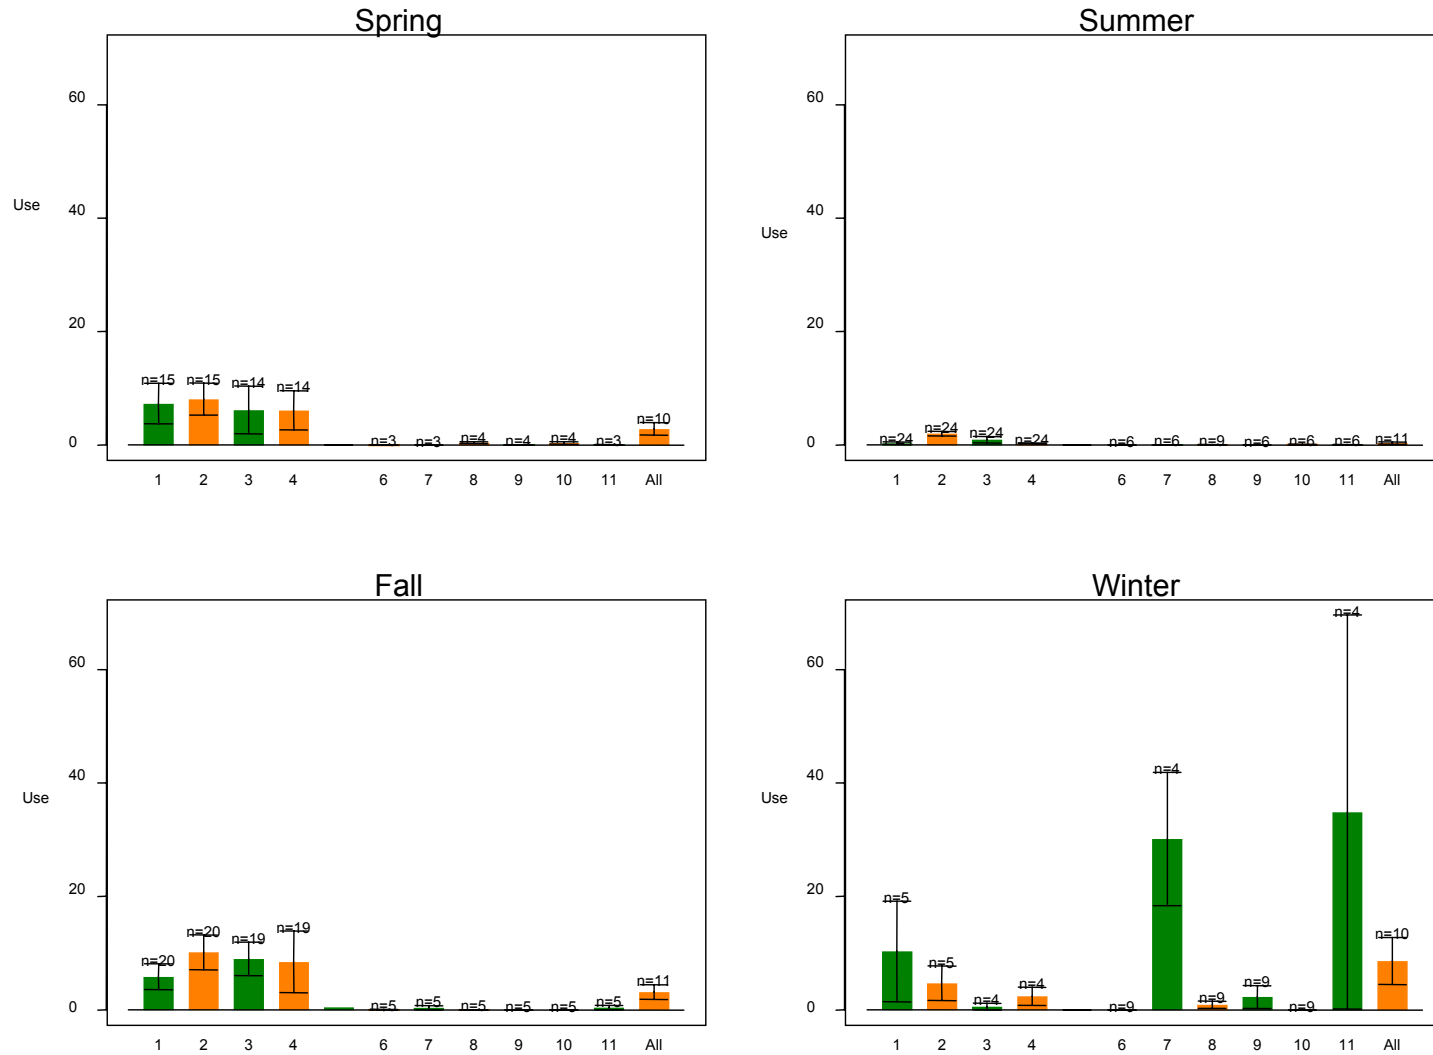 Spring
60
40
Use
20
n=15 n=15 n=14 n=14 n=3 n=3 n=4 n=4 n=4 n=3 n=10
0
1 2 3 4 6 7 8 9 10 11 All
Summer
60
40
Use
20
n=24 n=24 n=24 n=24 n=6 n=6 n=9 n=6 n=6 n=6 n=11
0
1 2 3 4 6 7 8 9 10 11 All
Fall
60
40
Use
20
n=20 n=20 n=19 n=19 n=5 n=5 n=5 n=5 n=5 n=5 n=11
0
1 2 3 4 6 7 8 9 10 11 All
Winter
60
40
Use
20
n=5 n=5 n=4 n=4 n=9 n=4 n=9 n=9 n=9 n=4 n=10
0
1 2 3 4 6 7 8 9 10 11 All